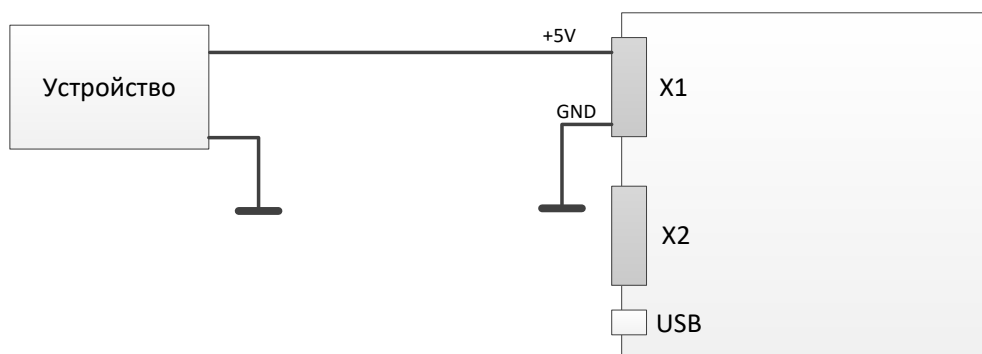 +5V
Устройство
X1
GND
X2
USB